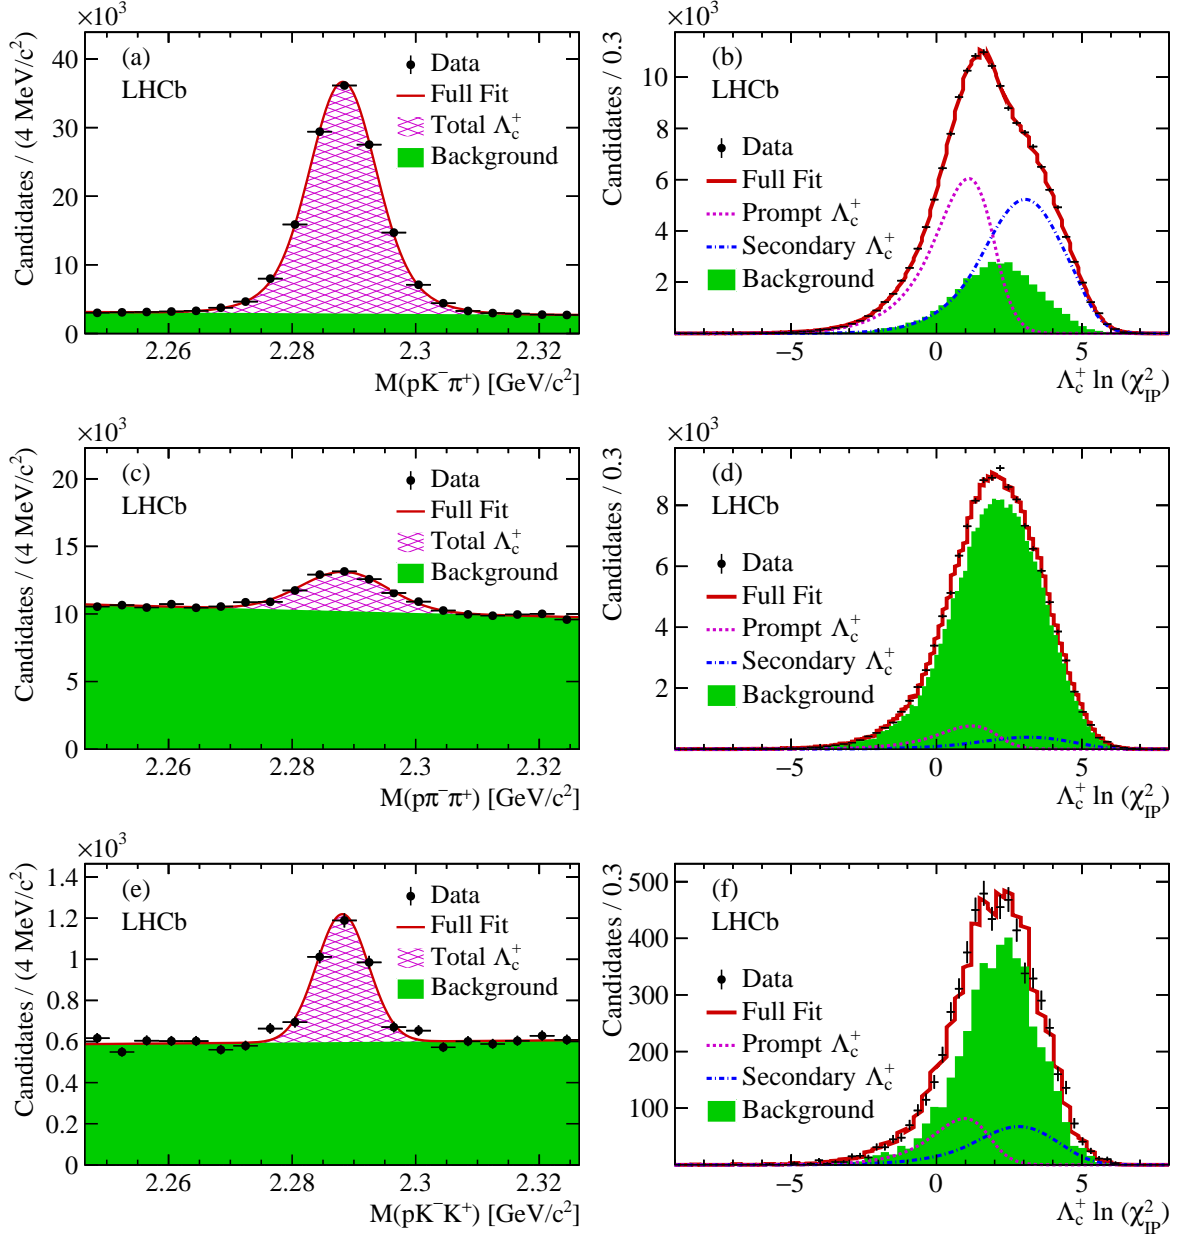 ×10³
(a)
LHCb
Data
Full Fit
Total Λc⁺
Background
Candidates / (4 MeV/c²)
40
30
20
10
0
2.26
2.28
2.3
2.32
M(pK⁻π⁺) [GeV/c²]
×10³
(b)
LHCb
Data
Full Fit
Prompt Λc⁺
Secondary Λc⁺
Background
Candidates / 0.3
10
8
6
4
2
−5
0
5
Λc⁺ ln (χ²IP)
×10³
(c)
LHCb
Data
Full Fit
Total Λc⁺
Background
Candidates / (4 MeV/c²)
20
15
10
5
0
2.26
2.28
2.3
2.32
M(pπ⁻π⁺) [GeV/c²]
×10³
(d)
LHCb
Data
Full Fit
Prompt Λc⁺
Secondary Λc⁺
Background
Candidates / 0.3
8
6
4
2
−5
0
5
Λc⁺ ln (χ²IP)
×10³
(e)
LHCb
Data
Full Fit
Total Λc⁺
Background
Candidates / (4 MeV/c²)
1.4
1.2
1
0.8
0.6
0.4
0.2
0
2.26
2.28
2.3
2.32
M(pK⁻K⁺) [GeV/c²]
(f)
LHCb
Data
Full Fit
Prompt Λc⁺
Secondary Λc⁺
Background
Candidates / 0.3
500
400
300
200
100
−5
0
5
Λc⁺ ln (χ²IP)